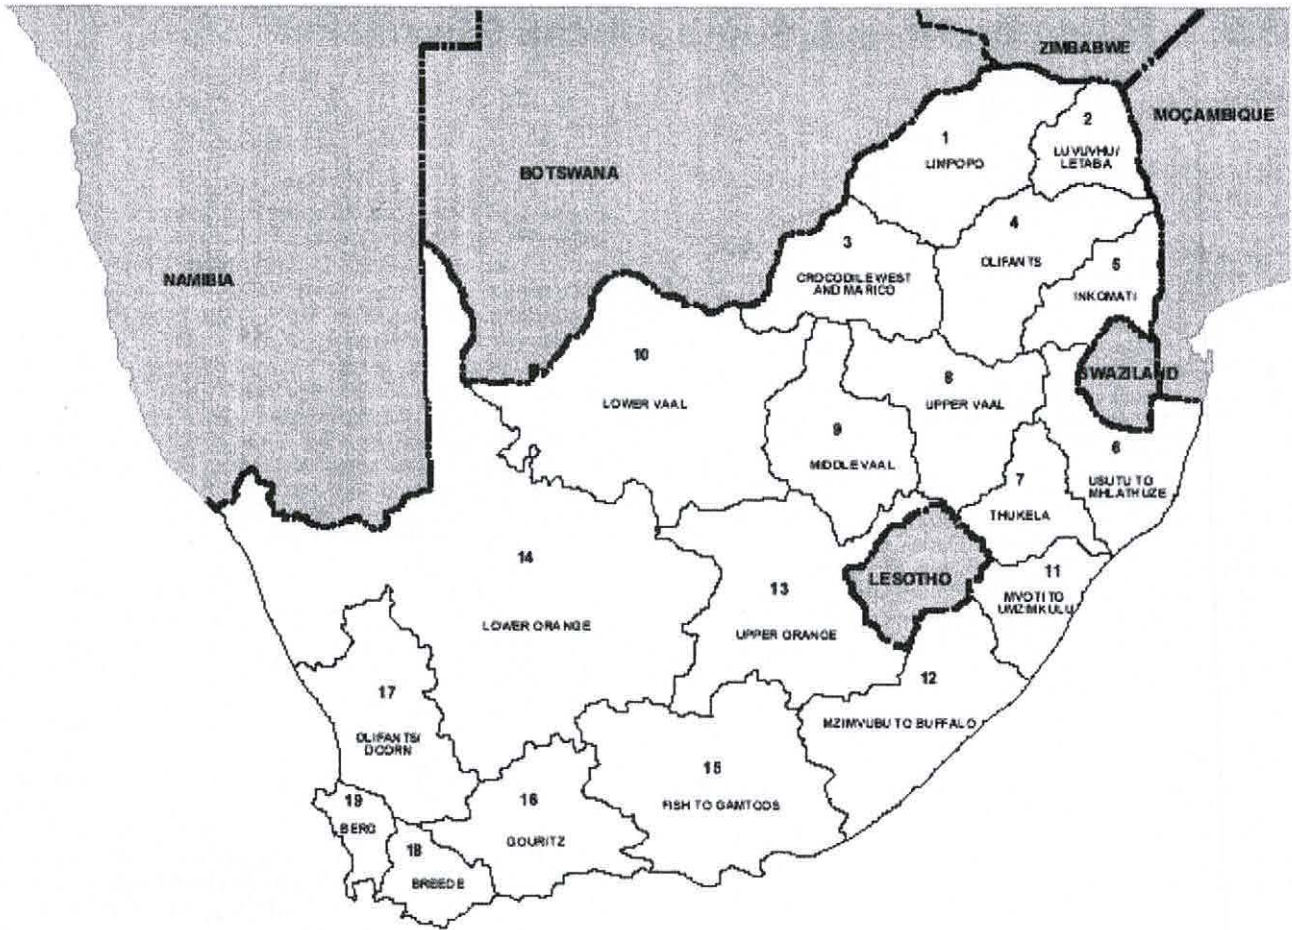 ZIMBABWE
MOÇAMBIQUE
BOTSWANA
NAMIBIA
SWAZILAND
LESOTHO
1
LIMPOPO
2
LUVUVHU/
LETABA
3
CROCODILE WEST
AND MARICO
4
OLIFANTS
5
INKOMATI
6
USUTU TO
MHLATHUZE
7
THUKELA
8
UPPER VAAL
9
MIDDLE VAAL
10
LOWER VAAL
11
MVOTI TO
UMZIMKULU
12
MZIMVUBU TO BUFFALO
13
UPPER ORANGE
14
LOWER ORANGE
15
FISH TO GAMTOOS
16
GOURITZ
17
OLIFANTS/
DOORN
18
BREEDE
19
BERG